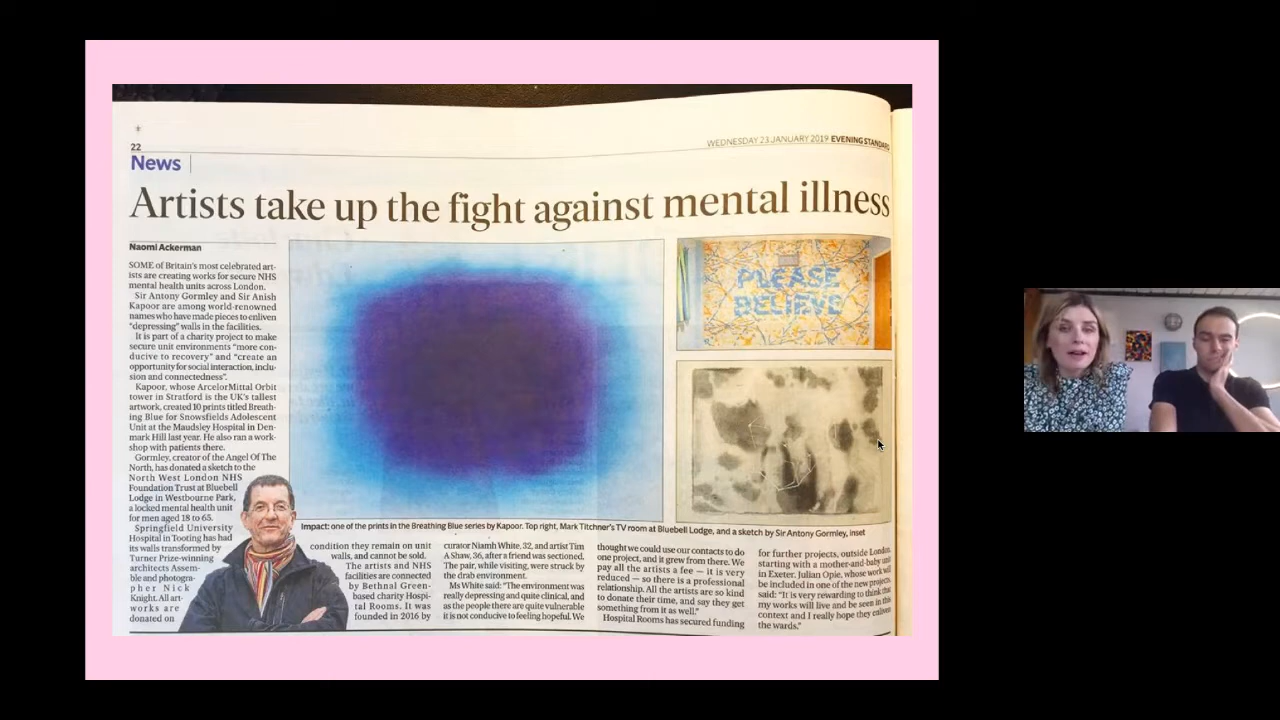 22
WEDNESDAY 23 JANUARY 2019 EVENING STANDARD
News
Artists take up the fight against mental illness
Naomi Ackerman
SOME of Britain's most celebrated art-
ists are creating works for secure NHS
mental health units across London.
Sir Antony Gormley and Sir Anish
Kapoor are among world-renowned
names who have made pieces to enliven
"depressing" walls in the facilities.
It is part of a charity project to make
secure unit environments "more con-
ducive to recovery" and "create an
opportunity for social interaction, inclu-
sion and connectedness".
Kapoor, whose ArcelorMittal Orbit
tower in Stratford is the UK's tallest
artwork, created 10 prints titled Breath-
ing Blue for Snowsfields Adolescent
Unit at the Maudsley Hospital in Den-
mark Hill last year. He also ran a work-
shop with patients there.
Gormley, creator of the Angel Of The
North, has donated a sketch to the
North West London NHS
Foundation Trust at Bluebell
Lodge in Westbourne Park,
a locked mental health unit
for men aged 18 to 65.
Springfield University
Hospital in Tooting has had
its walls transformed by
Turner Prize-winning
architects Assem-
ble and photogra-
pher Nick
Knight. All art-
works are
donated on
PLEASE
BELIEVE
Impact: one of the prints in the Breathing Blue series by Kapoor. Top right, Mark Titchner's TV room at Bluebell Lodge, and a sketch by Sir Antony Gormley, inset
condition they remain on unit
walls, and cannot be sold.
The artists and NHS
facilities are connected
by Bethnal Green-
based charity Hospi-
tal Rooms. It was
founded in 2016 by
curator Niamh White, 32, and artist Tim
A Shaw, 36, after a friend was sectioned.
The pair, while visiting, were struck by
the drab environment.
Ms White said: "The environment was
really depressing and quite clinical, and
as the people there are quite vulnerable
it is not conducive to feeling hopeful. We
thought we could use our contacts to do
one project, and it grew from there. We
pay all the artists a fee — it is very
reduced — so there is a professional
relationship. All the artists are so kind
to donate their time, and say they get
something from it as well."
Hospital Rooms has secured funding
for further projects, outside London,
starting with a mother-and-baby unit
in Exeter. Julian Opie, whose work will
be included in one of the new projects,
said: "It is very rewarding to think that
my works will live and be seen in this
context and I really hope they enliven
the wards."